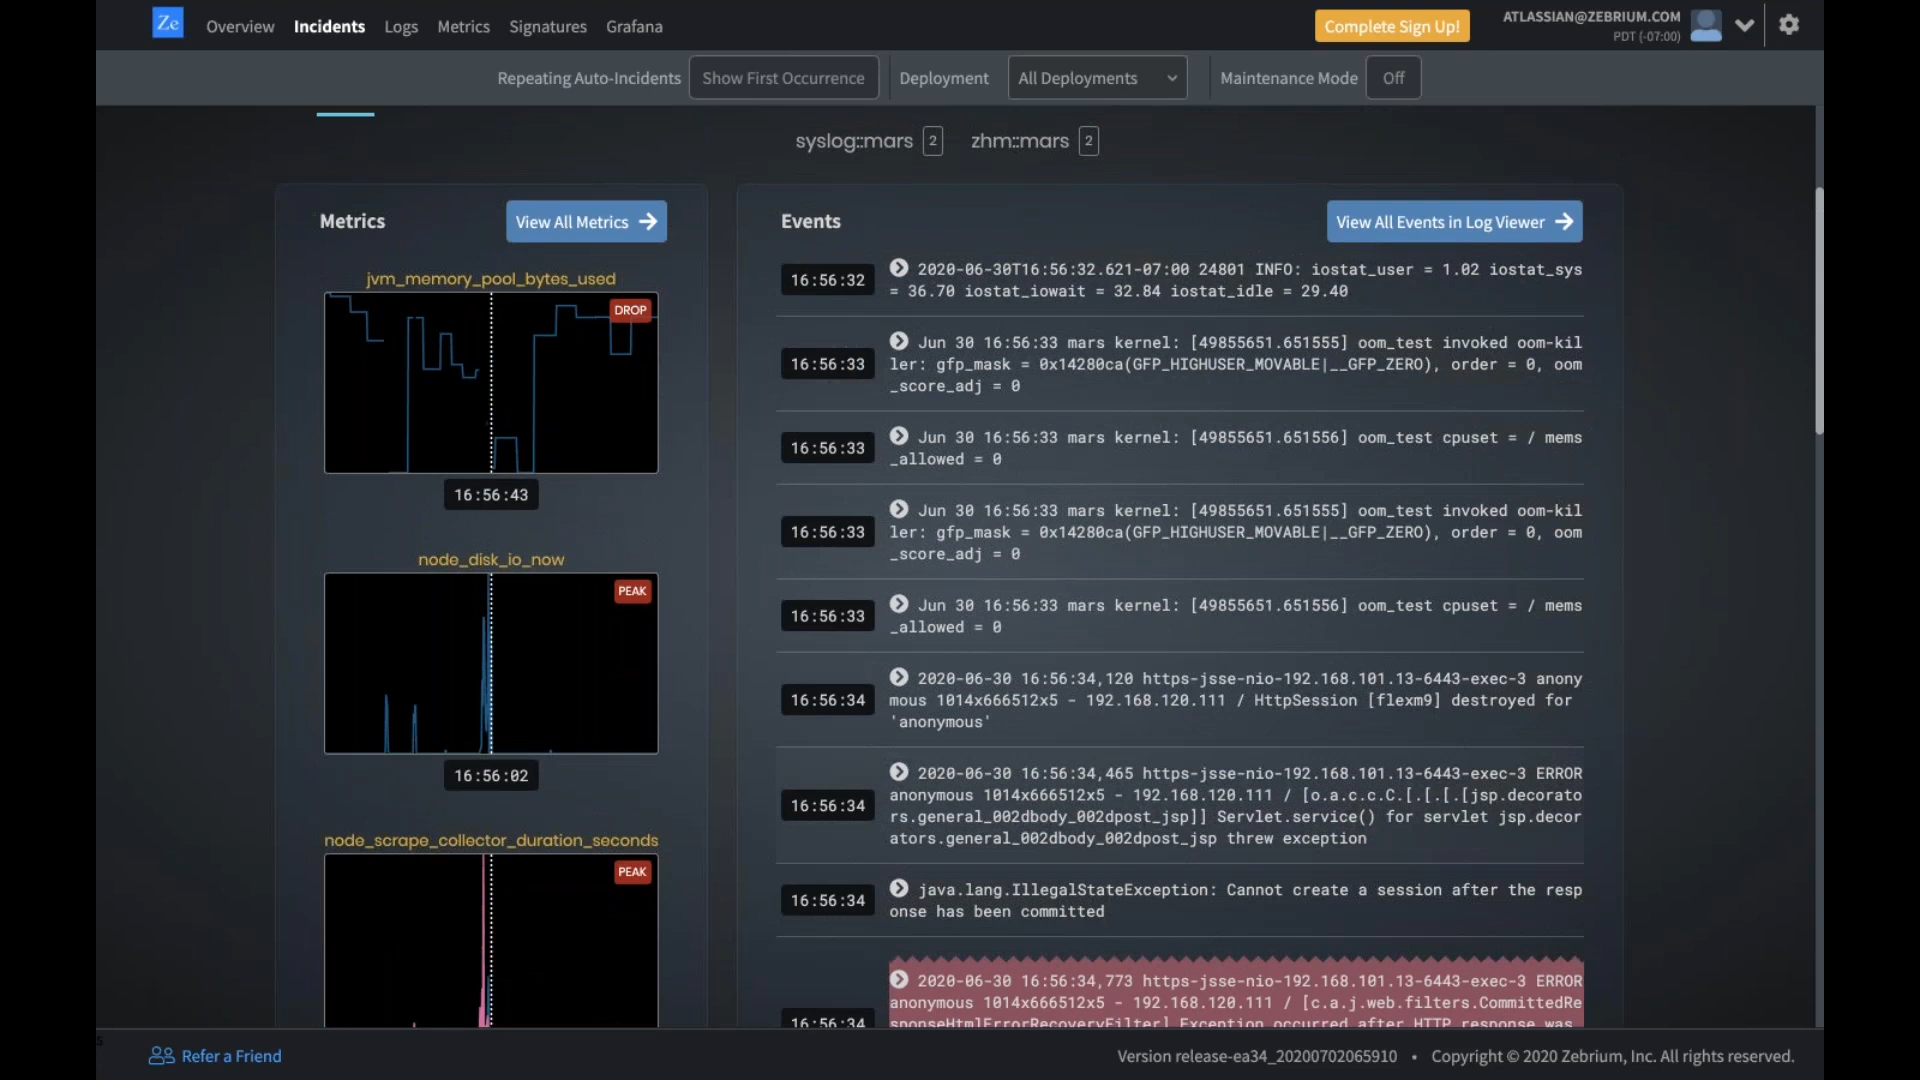 Ze Overview Incidents Logs Metrics Signatures Grafana Complete Sign Up! ATLASSIAN@ZEBRIUM.COM
PDT (-07:00)
Repeating Auto-Incidents Show First Occurrence Deployment All Deployments Maintenance Mode Off
syslog::mars 2 zhm::mars 2
Metrics View All Metrics
jvm_memory_pool_bytes_used
DROP
16:56:43
node_disk_io_now
PEAK
16:56:02
node_scrape_collector_duration_seconds
PEAK
Events View All Events in Log Viewer
16:56:32
2020-06-30T16:56:32.621-07:00 24801 INFO: iostat_user = 1.02 iostat_sys
= 36.70 iostat_iowait = 32.84 iostat_idle = 29.40
16:56:33
Jun 30 16:56:33 mars kernel: [49855651.651555] oom_test invoked oom-kil
ler: gfp_mask = 0x14280ca(GFP_HIGHUSER_MOVABLE|__GFP_ZERO), order = 0, oom
_score_adj = 0
16:56:33
Jun 30 16:56:33 mars kernel: [49855651.651556] oom_test cpuset = / mems
_allowed = 0
16:56:33
Jun 30 16:56:33 mars kernel: [49855651.651555] oom_test invoked oom-kil
ler: gfp_mask = 0x14280ca(GFP_HIGHUSER_MOVABLE|__GFP_ZERO), order = 0, oom
_score_adj = 0
16:56:33
Jun 30 16:56:33 mars kernel: [49855651.651556] oom_test cpuset = / mems
_allowed = 0
16:56:34
2020-06-30 16:56:34,120 https-jsse-nio-192.168.101.13-6443-exec-3 anony
mous 1014x666512x5 - 192.168.120.111 / HttpSession [flexm9] destroyed for
'anonymous'
16:56:34
2020-06-30 16:56:34,465 https-jsse-nio-192.168.101.13-6443-exec-3 ERROR
anonymous 1014x666512x5 - 192.168.120.111 / [o.a.c.c.C.[.[.[.[jsp.decorato
rs.general_002dbody_002dpost_jsp]] Servlet.service() for servlet jsp.decor
ators.general_002dbody_002dpost_jsp threw exception
16:56:34
java.lang.IllegalStateException: Cannot create a session after the resp
onse has been committed
16:56:34
2020-06-30 16:56:34,773 https-jsse-nio-192.168.101.13-6443-exec-3 ERROR
anonymous 1014x666512x5 - 192.168.120.111 / [c.a.j.web.filters.CommittedRe
sponseHtmlErrorRecoveryFilter] Exception occurred after HTTP response was
s
Refer a Friend Version release-ea34_20200702065910 • Copyright © 2020 Zebrium, Inc. All rights reserved.